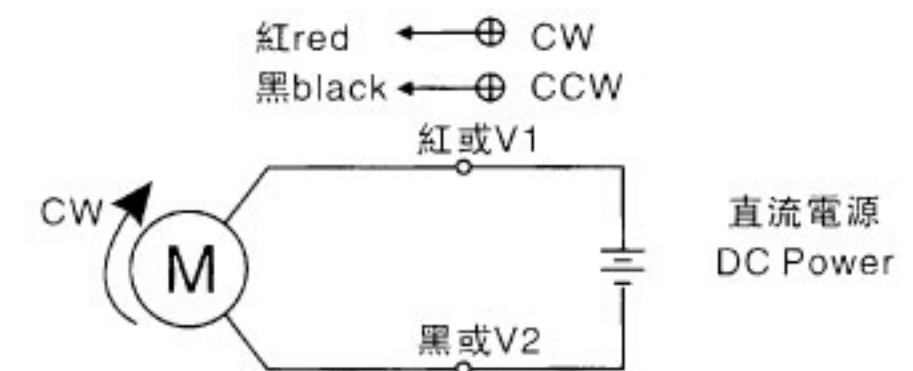 紅red ⊕ CW
黑black ⊕ CCW
紅或V1
CW
M
直流電源
DC Power
黑或V2